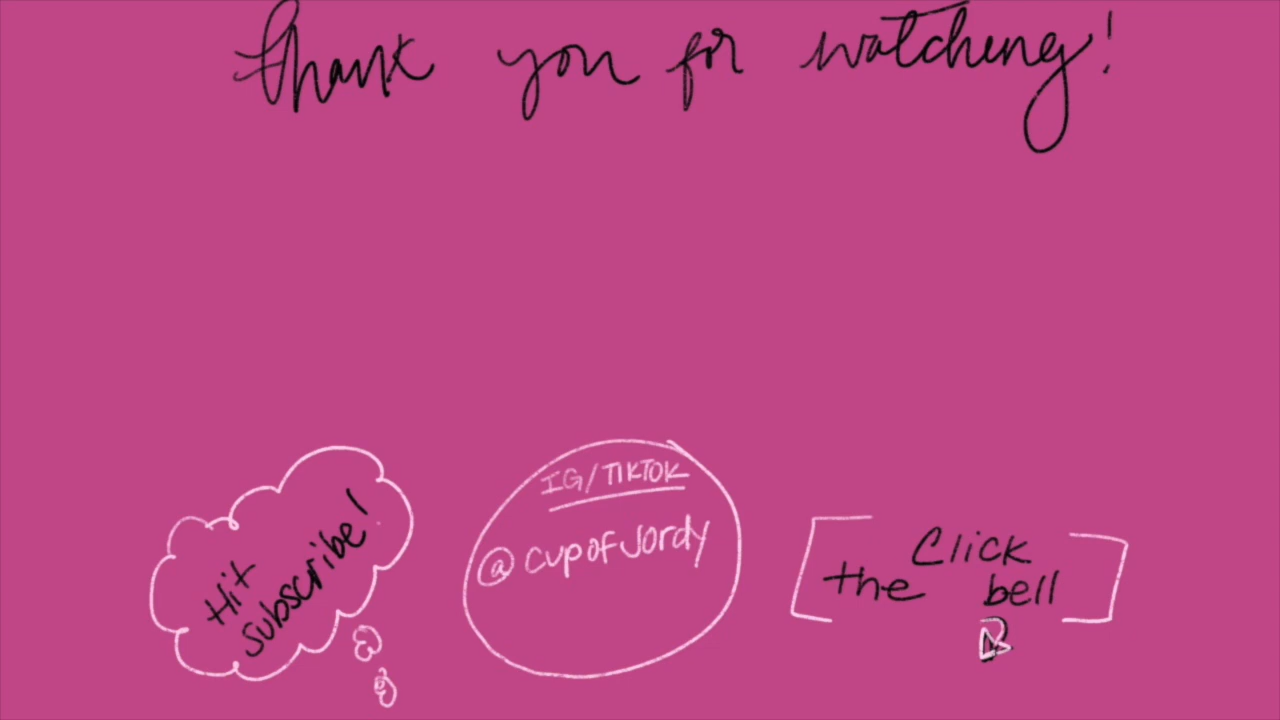 Thank you for watching!
Hit
subscribe!
IG/TIKTOK
@cupofJordy
Click
the bell